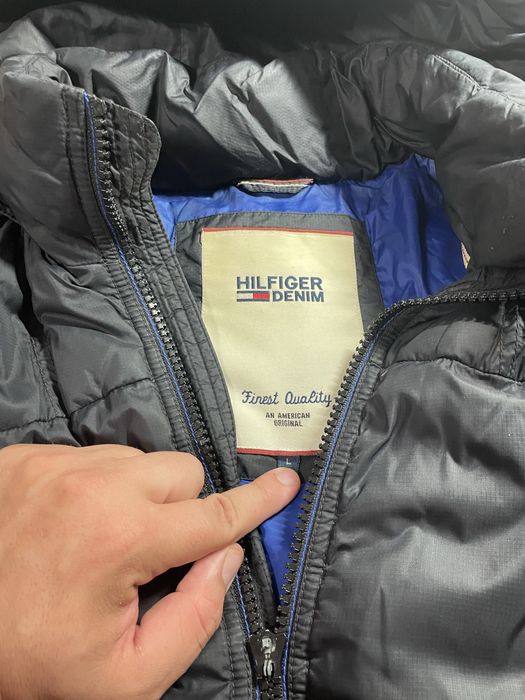 HILFIGER
DENIM
Finest Quality
AN AMERICAN
ORIGINAL
L